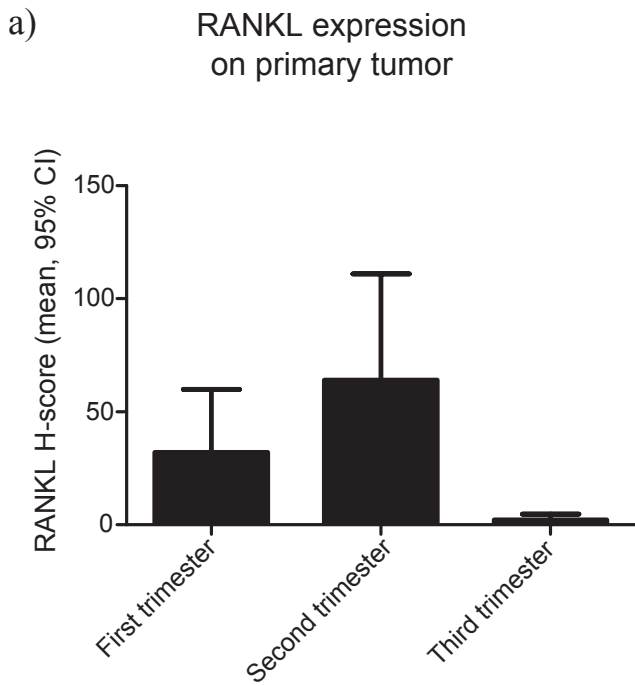 a)
RANKL expression
on primary tumor
RANKL H-score (mean, 95% CI)
150
100
50
0
First trimester
Second trimester
Third trimester